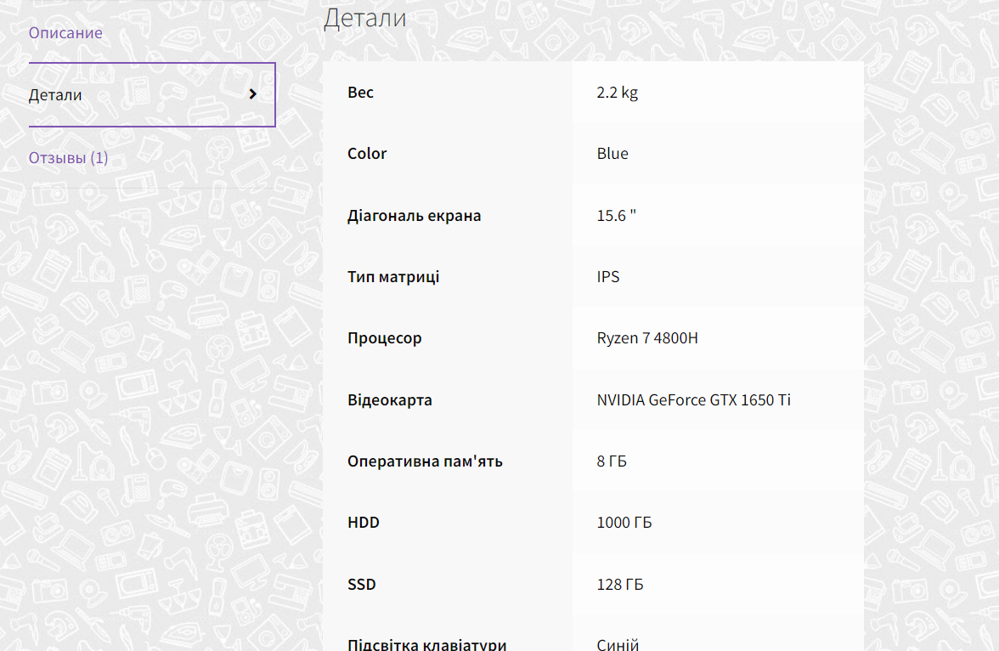 Детали
Описание
Детали
Отзывы (1)
Вес 2.2 kg
Color Blue
Діагональ екрана 15.6 "
Тип матриці IPS
Процесор Ryzen 7 4800H
Відеокарта NVIDIA GeForce GTX 1650 Ti
Оперативна пам'ять 8 ГБ
HDD 1000 ГБ
SSD 128 ГБ
Підсвітка клавіатури Синій